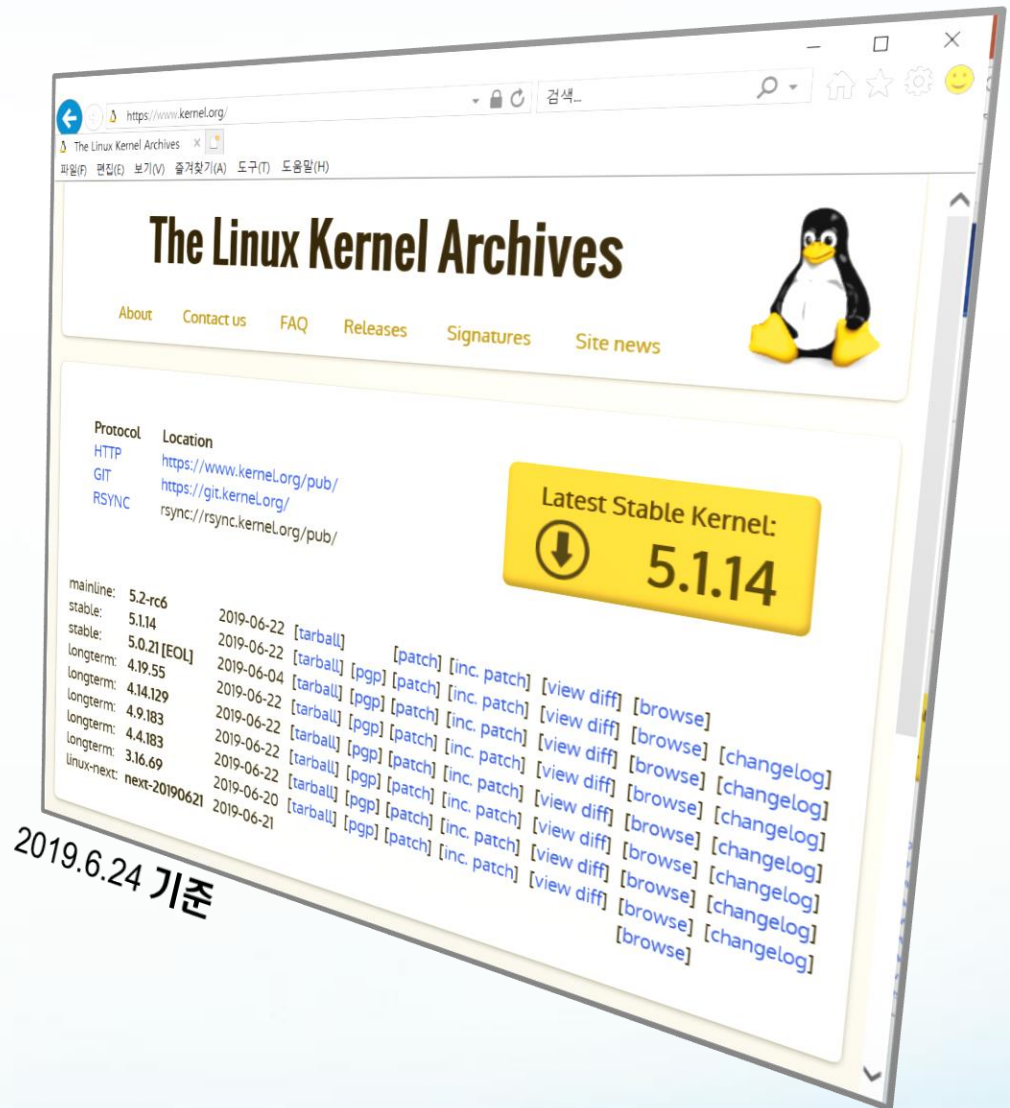 https://www.kernel.org/
검색...
The Linux Kernel Archives
파일(F) 편집(E) 보기(V) 즐겨찾기(A) 도구(T) 도움말(H)
The Linux Kernel Archives
About Contact us FAQ Releases Signatures Site news
Protocol Location
HTTP https://www.kernel.org/pub/
GIT https://git.kernel.org/
RSYNC rsync://rsync.kernel.org/pub/
Latest Stable Kernel:
5.1.14
mainline: 5.2-rc6 2019-06-22 [tarball] [patch] [inc. patch] [view diff] [browse]
stable: 5.1.14 2019-06-22 [tarball] [pgp] [patch] [inc. patch] [view diff] [browse] [changelog]
stable: 5.0.21 [EOL] 2019-06-04 [tarball] [pgp] [patch] [inc. patch] [view diff] [browse] [changelog]
longterm: 4.19.55 2019-06-22 [tarball] [pgp] [patch] [inc. patch] [view diff] [browse] [changelog]
longterm: 4.14.129 2019-06-22 [tarball] [pgp] [patch] [inc. patch] [view diff] [browse] [changelog]
longterm: 4.9.183 2019-06-22 [tarball] [pgp] [patch] [inc. patch] [view diff] [browse] [changelog]
longterm: 4.4.183 2019-06-22 [tarball] [pgp] [patch] [inc. patch] [view diff] [browse] [changelog]
longterm: 3.16.69 2019-06-20 [tarball] [pgp] [patch] [inc. patch] [view diff] [browse] [changelog]
linux-next: next-20190621 2019-06-21 [browse]
2019.6.24 기준